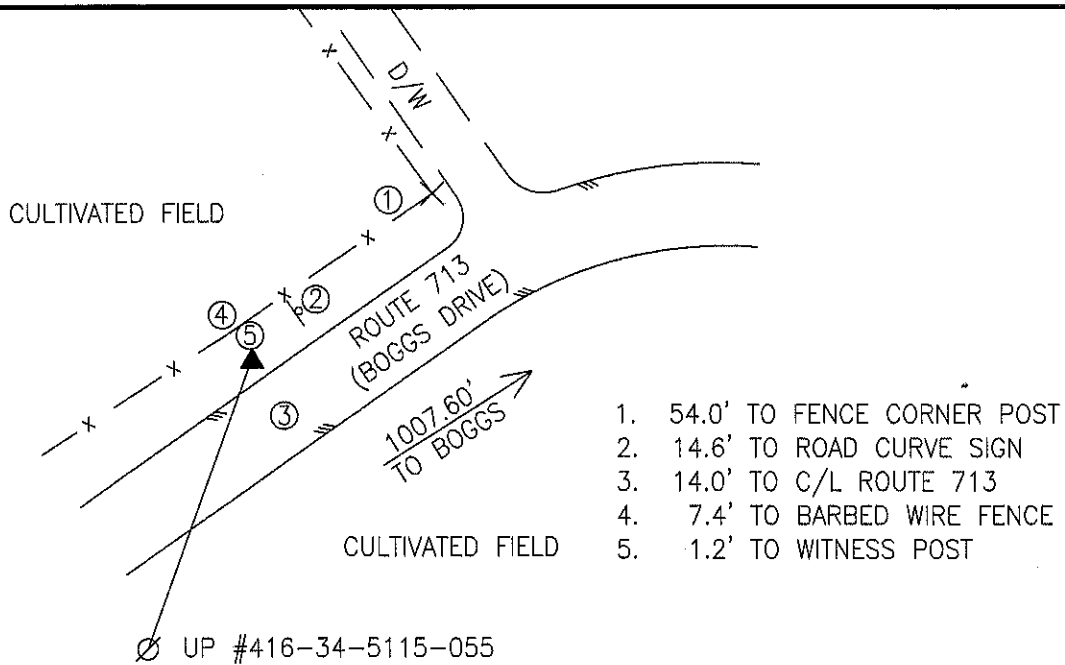 D/W
①
CULTIVATED FIELD
②
④
⑤
ROUTE 713
(BOGGS DRIVE)
③
1007.60'
TO BOGGS
1. 54.0' TO FENCE CORNER POST
2. 14.6' TO ROAD CURVE SIGN
3. 14.0' TO C/L ROUTE 713
4. 7.4' TO BARBED WIRE FENCE
5. 1.2' TO WITNESS POST
CULTIVATED FIELD
UP #416-34-5115-055